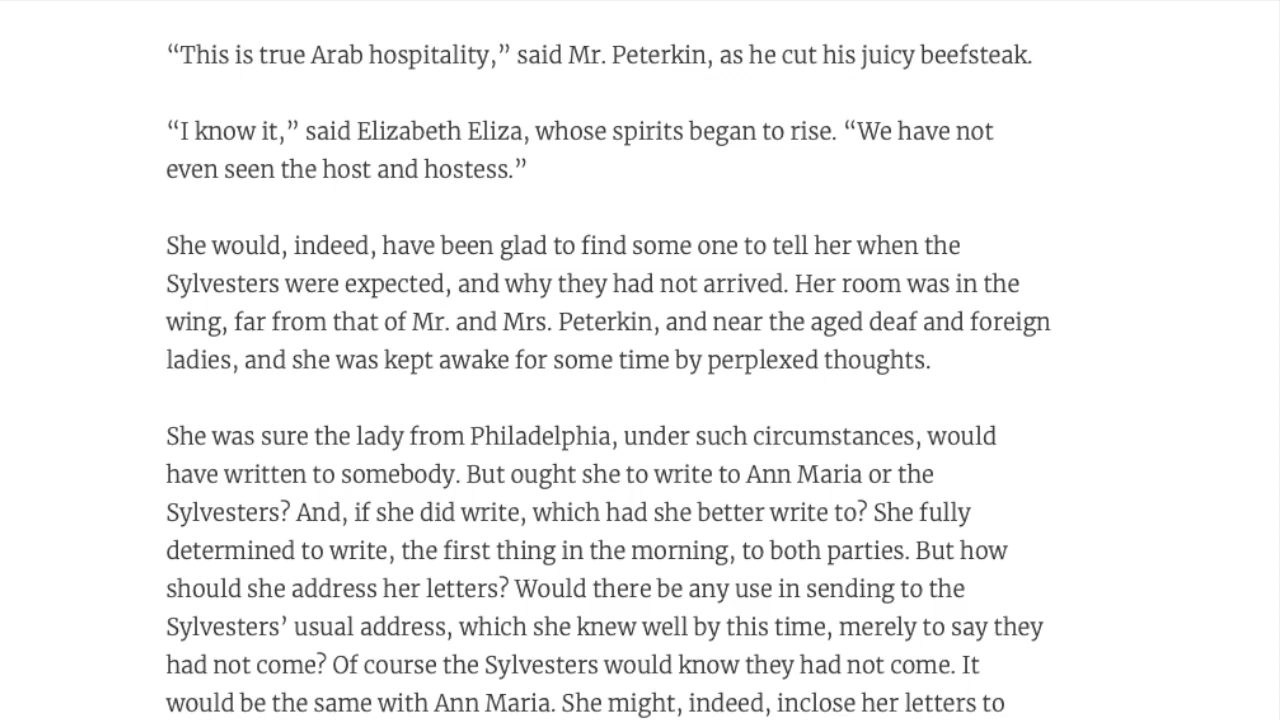 “This is true Arab hospitality,” said Mr. Peterkin, as he cut his juicy beefsteak.
“I know it,” said Elizabeth Eliza, whose spirits began to rise. “We have not
even seen the host and hostess.”
She would, indeed, have been glad to find some one to tell her when the
Sylvesters were expected, and why they had not arrived. Her room was in the
wing, far from that of Mr. and Mrs. Peterkin, and near the aged deaf and foreign
ladies, and she was kept awake for some time by perplexed thoughts.
She was sure the lady from Philadelphia, under such circumstances, would
have written to somebody. But ought she to write to Ann Maria or the
Sylvesters? And, if she did write, which had she better write to? She fully
determined to write, the first thing in the morning, to both parties. But how
should she address her letters? Would there be any use in sending to the
Sylvesters’ usual address, which she knew well by this time, merely to say they
had not come? Of course the Sylvesters would know they had not come. It
would be the same with Ann Maria. She might, indeed, inclose her letters to